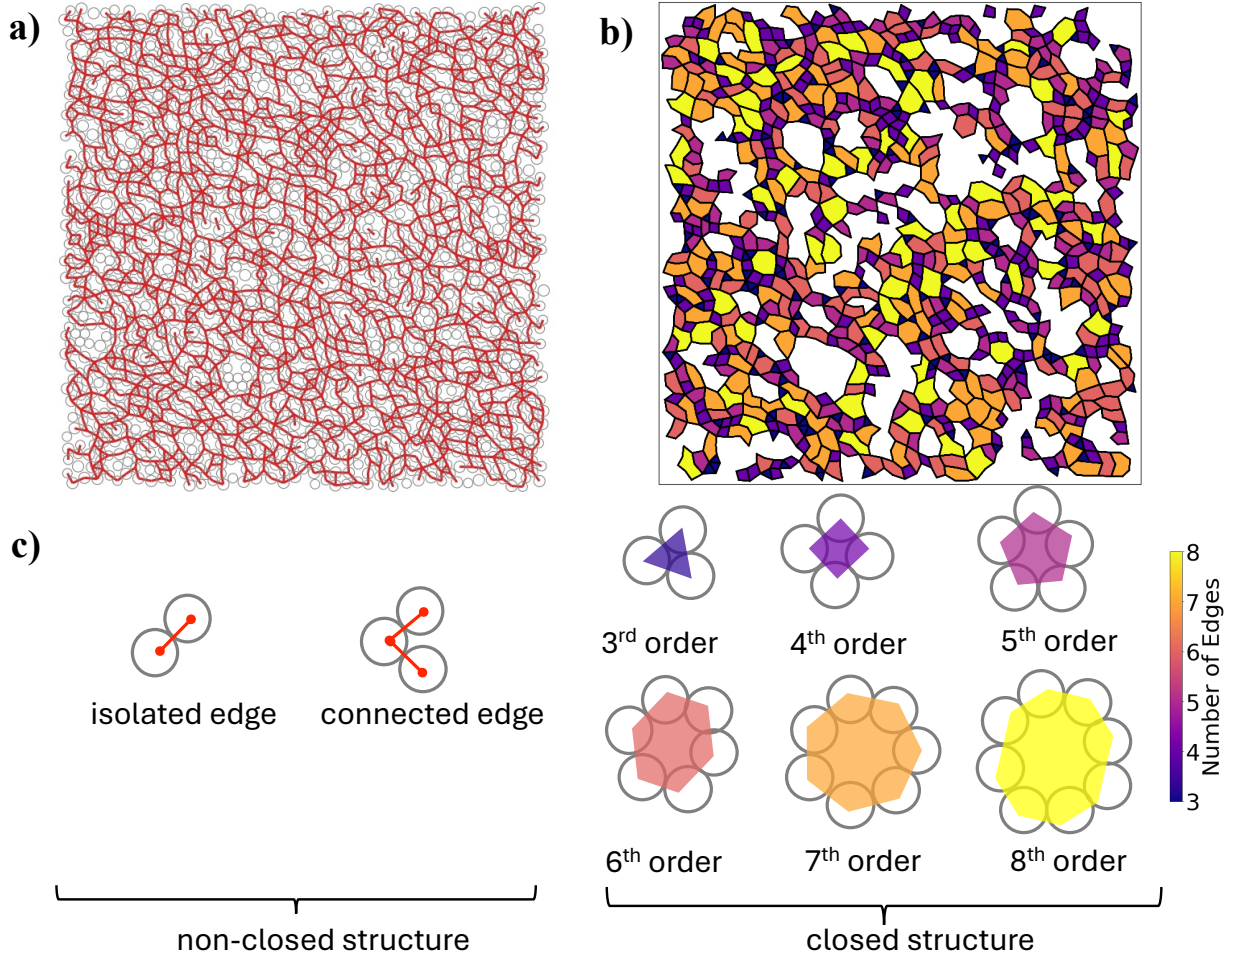 a)
b)
c)
isolated edge
connected edge
non-closed structure
3rd order
4th order
5th order
6th order
7th order
8th order
closed structure
8
7
6
5
4
3
Number of Edges